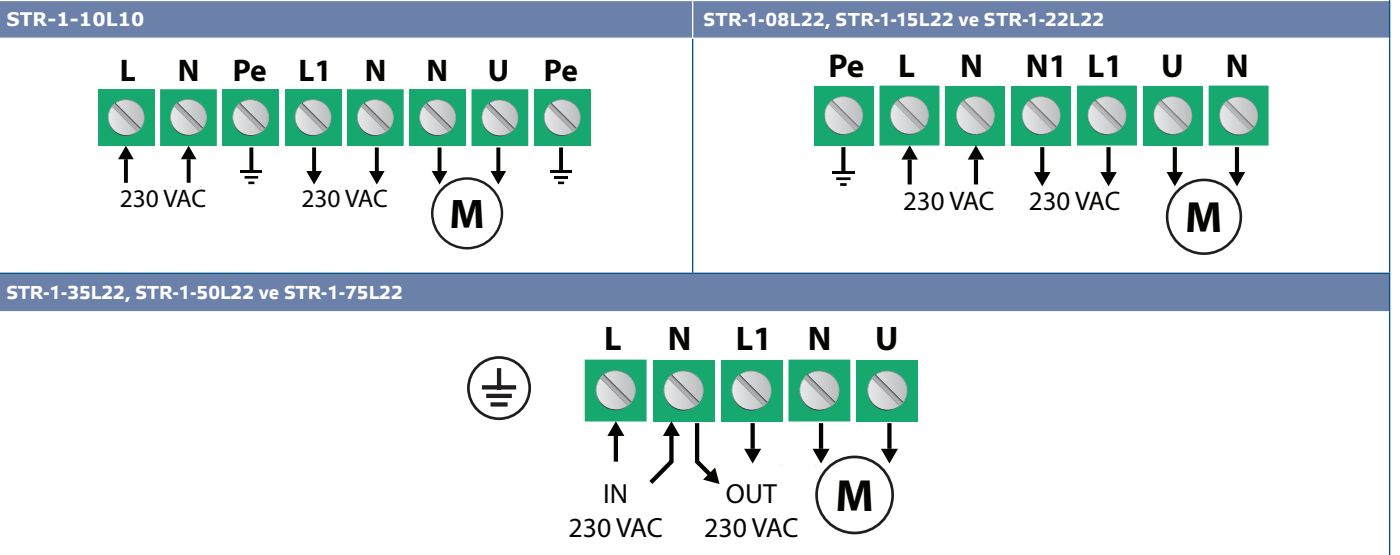 STR-1-10L10
L N Pe L1 N N U Pe
230 VAC 230 VAC
M
STR-1-08L22, STR-1-15L22 ve STR-1-22L22
Pe L N N1 L1 U N
230 VAC 230 VAC
M
STR-1-35L22, STR-1-50L22 ve STR-1-75L22
L N L1 N U
IN OUT
230 VAC 230 VAC
M